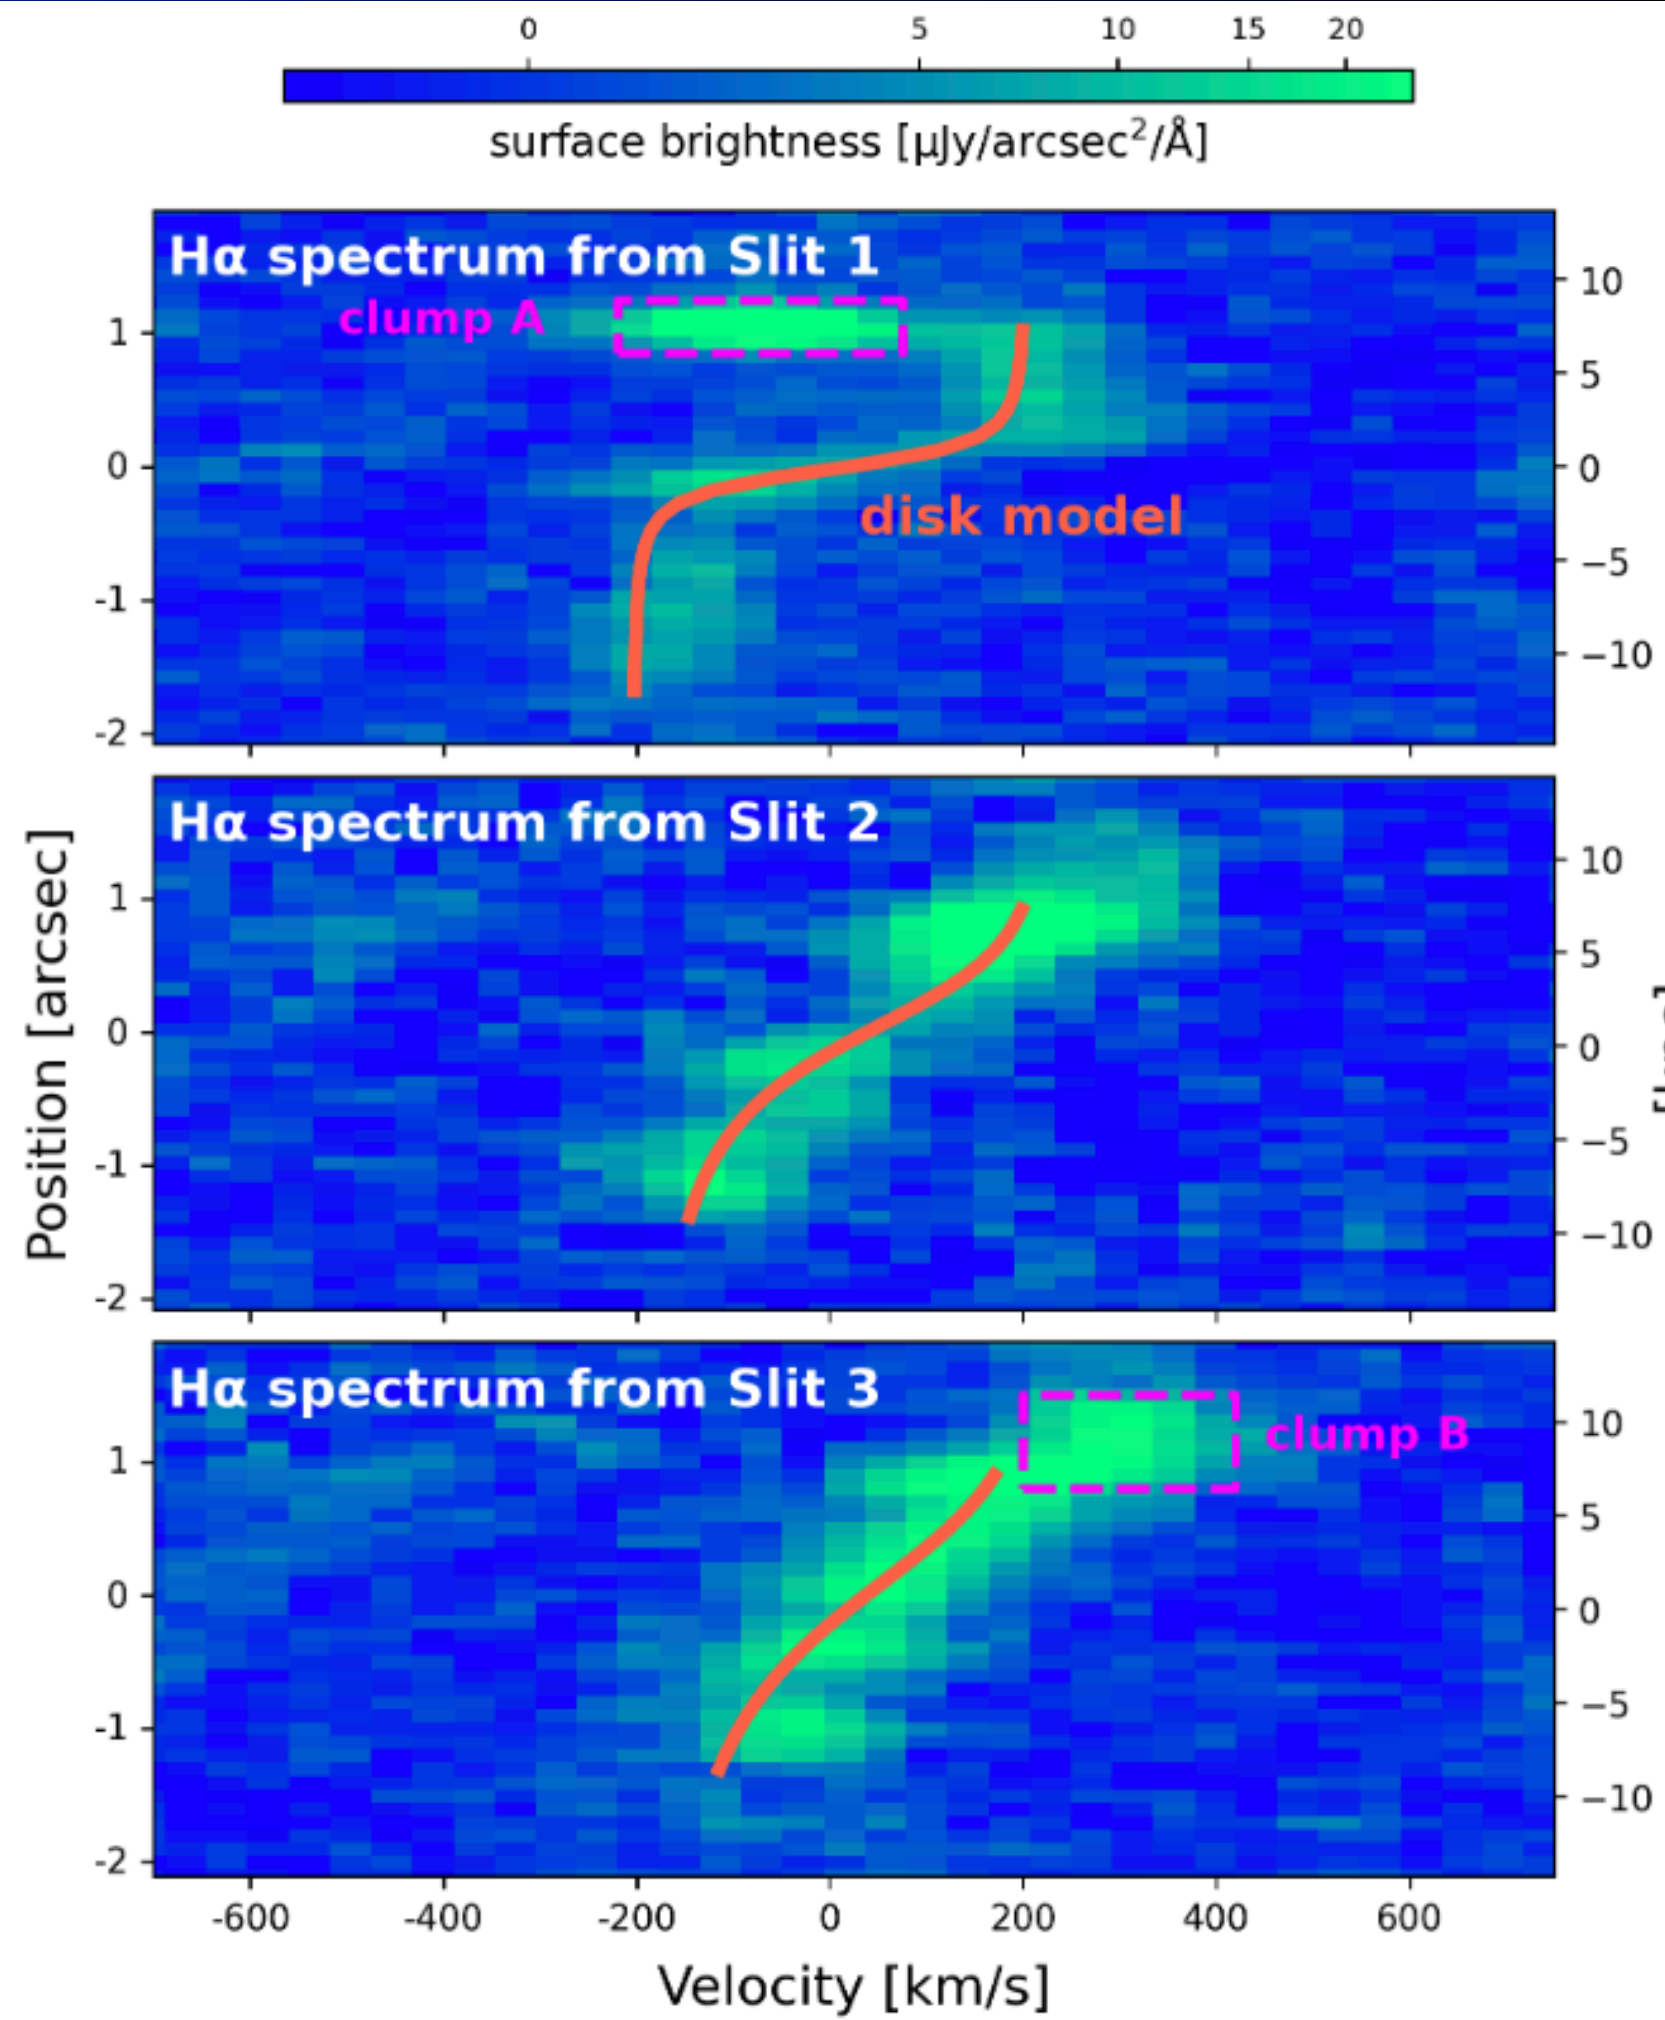 0 5 10 15 20
surface brightness [μJy/arcsec²/Å]
Hα spectrum from Slit 1
clump A
disk model
1
0
-1
-2
10
5
0
−5
−10
Hα spectrum from Slit 2
1
0
-1
-2
10
5
0
−5
−10
Position [arcsec]
Hα spectrum from Slit 3
clump B
1
0
-1
-2
10
5
0
−5
−10
-600 -400 -200 0 200 400 600
Velocity [km/s]